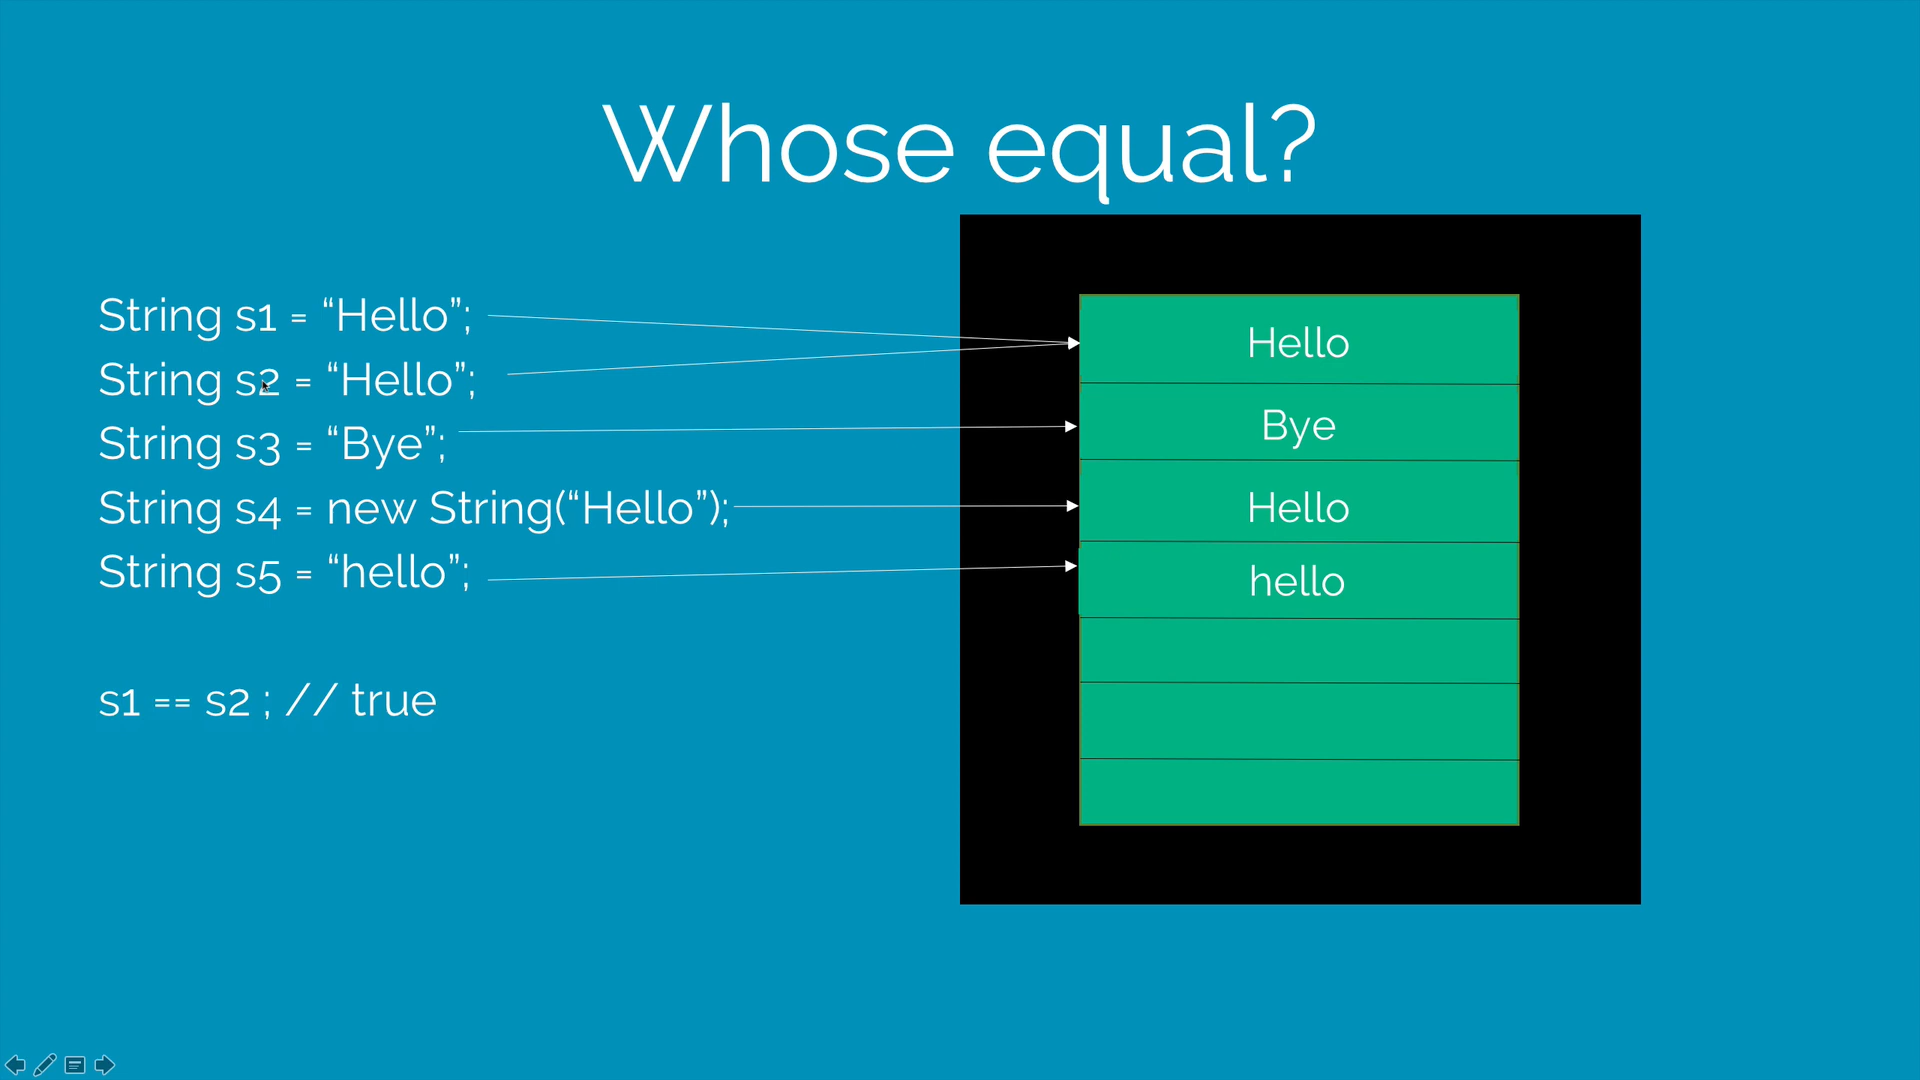 Whose equal?
String s1 = “Hello”;
String s2 = “Hello”;
String s3 = “Bye”;
String s4 = new String(“Hello”);
String s5 = “hello”;
s1 == s2 ; // true
Hello
Bye
Hello
hello